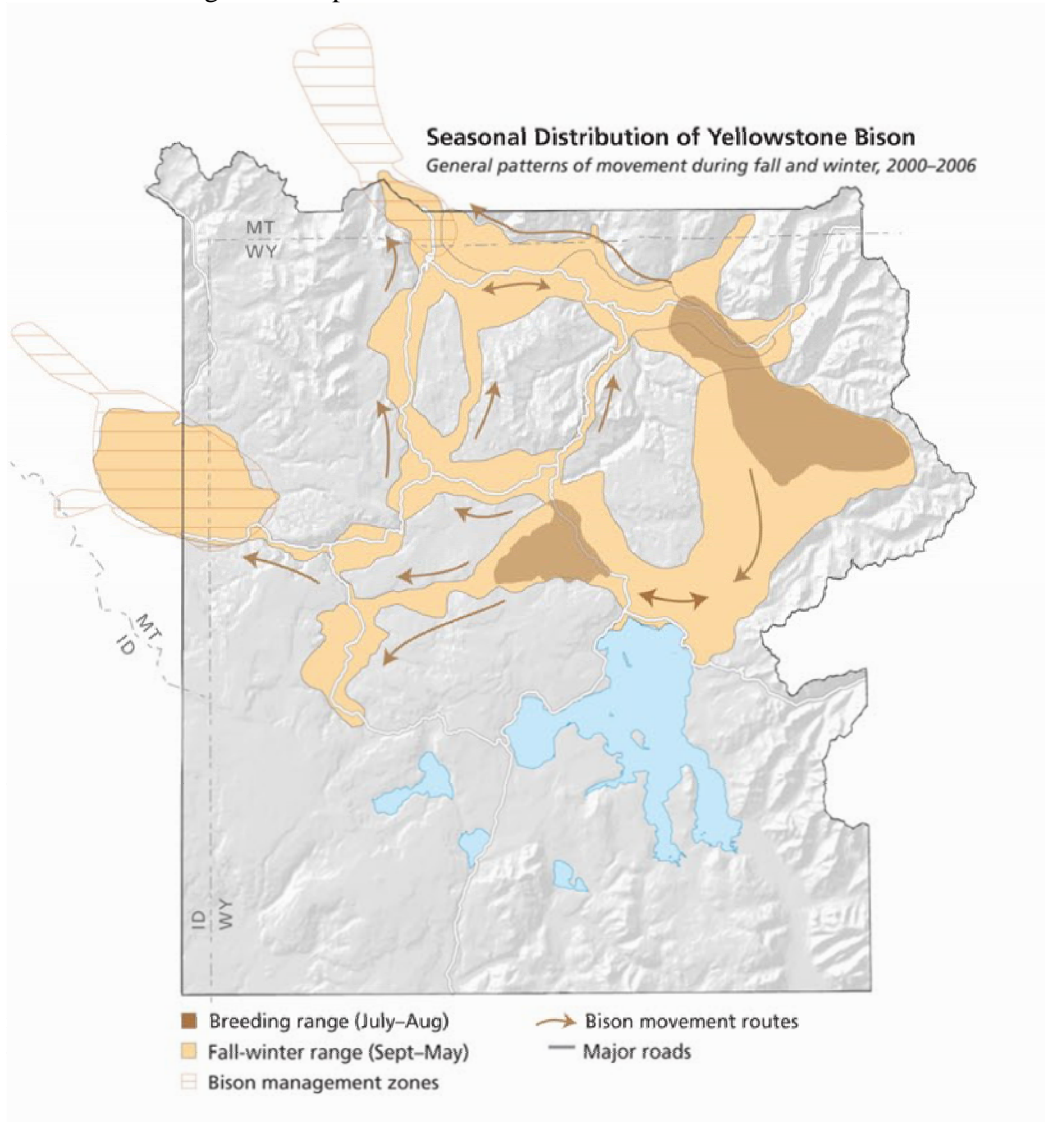 Seasonal Distribution of Yellowstone Bison
General patterns of movement during fall and winter, 2000–2006
MT
WY
MT
ID
ID
WY
Breeding range (July–Aug)
Fall-winter range (Sept–May)
Bison management zones
Bison movement routes
Major roads